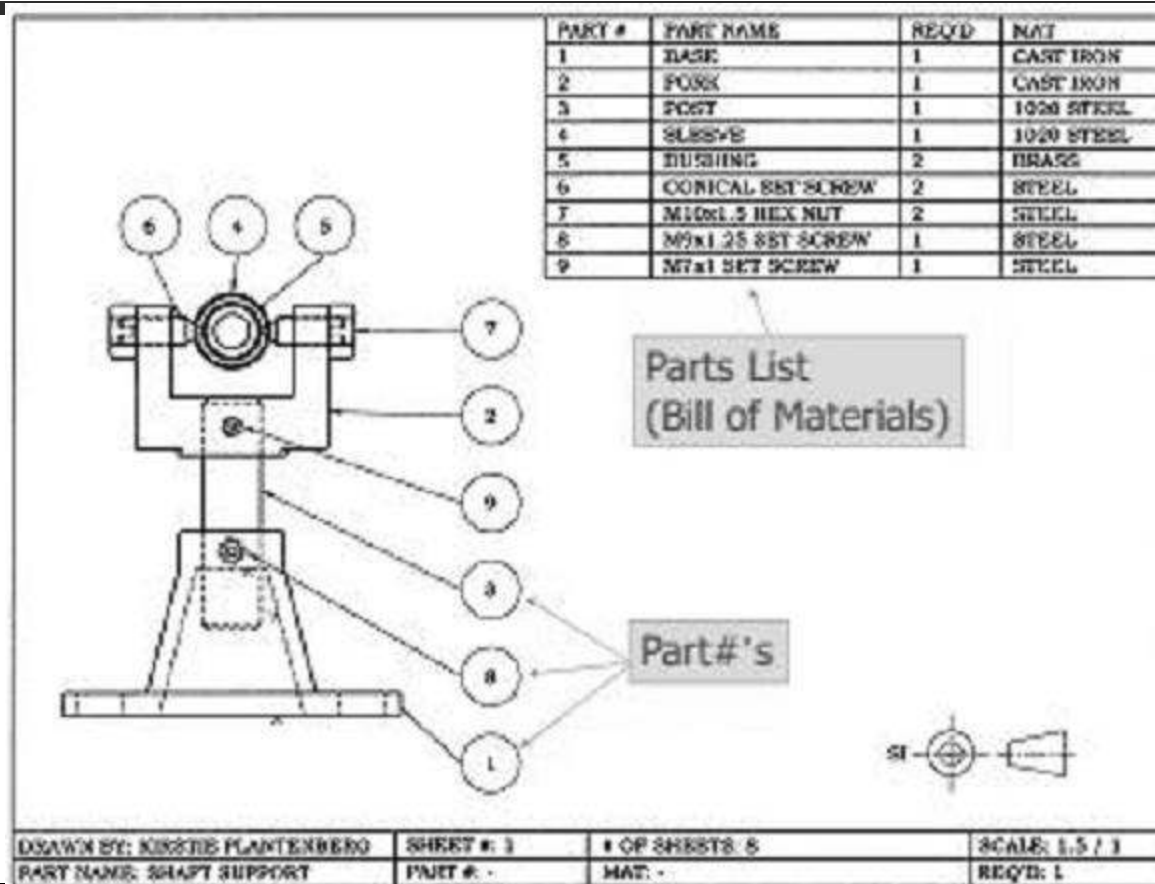 PART # PART NAME REQ'D MAT
1 BASE 1 CAST IRON
2 FORK 1 CAST IRON
3 POST 1 1020 STEEL
4 SLEEVE 1 1020 STEEL
5 BUSHING 2 BRASS
6 CONICAL SET SCREW 2 STEEL
7 M10x1.5 HEX NUT 2 STEEL
8 M9x1.25 SET SCREW 1 STEEL
9 M7x1 SET SCREW 1 STEEL
6 4 5
7
Parts List
(Bill of Materials)
2
9
3
Part#'s
8
SI
1
DRAWN BY: KIRSTIE PLANTENBERG SHEET #: 1 # OF SHEETS: 8 SCALE: 1.5 / 1
PART NAME: SHAFT SUPPORT PART #: - MAT: - REQ'D: 1